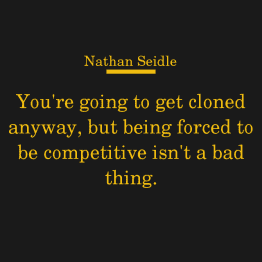 Nathan Seidle
You're going to get cloned
anyway, but being forced to
be competitive isn't a bad
thing.